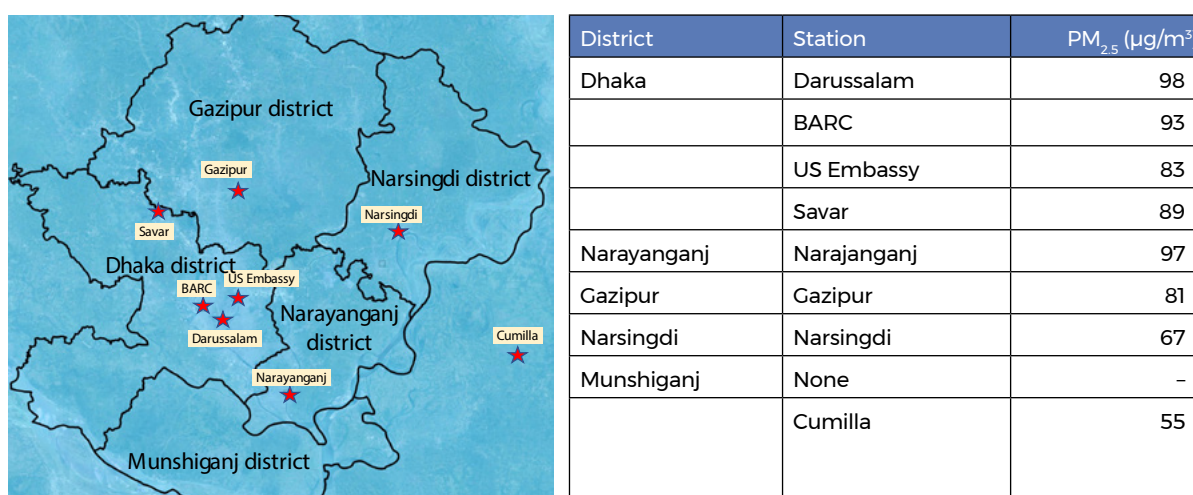 Gazipur district
Gazipur
Narsingdi district
Savar
Narsingdi
Dhaka district
BARC
US Embassy
Darussalam
Narayanganj
district
Cumilla
Narayanganj
Munshiganj district
District Station PM2.5 (µg/m³
Dhaka Darussalam 98
BARC 93
US Embassy 83
Savar 89
Narayanganj Narajanganj 97
Gazipur Gazipur 81
Narsingdi Narsingdi 67
Munshiganj None –
Cumilla 55